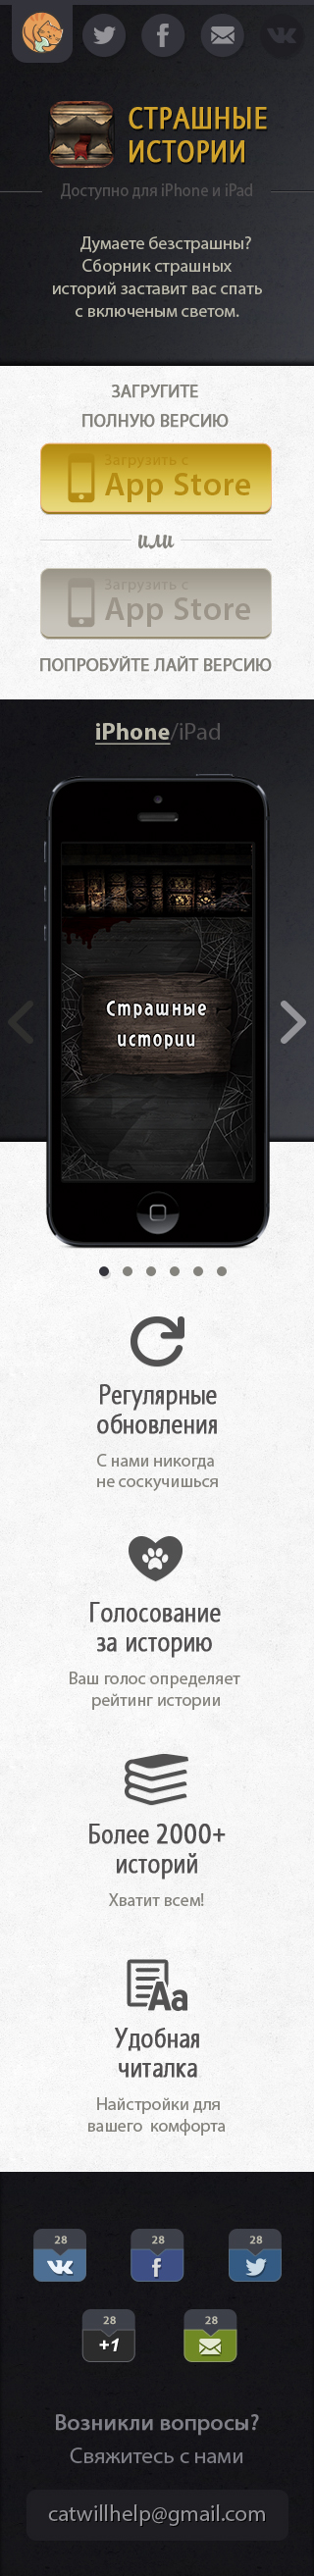 СТРАШНЫЕ
ИСТОРИИ
Доступно для iPhone и iPad
Думаете безстрашны?
Сборник страшных
историй заставит вас спать
с включеным светом.
ЗАГРУГИТЕ
ПОЛНУЮ ВЕРСИЮ
Загрузить с
App Store
или
Загрузить с
App Store
ПОПРОБУЙТЕ ЛАЙТ ВЕРСИЮ
iPhone/iPad
Страшные
истории
Регулярные
обновления
С нами никогда
не соскучишься
Голосование
за историю
Ваш голос определяет
рейтинг истории
Более 2000+
историй
Хватит всем!
Aa
Удобная
читалка
Найстройки для
вашего комфорта
28 28 28
28 28
+1
Возникли вопросы?
Свяжитесь с нами
catwillhelp@gmail.com